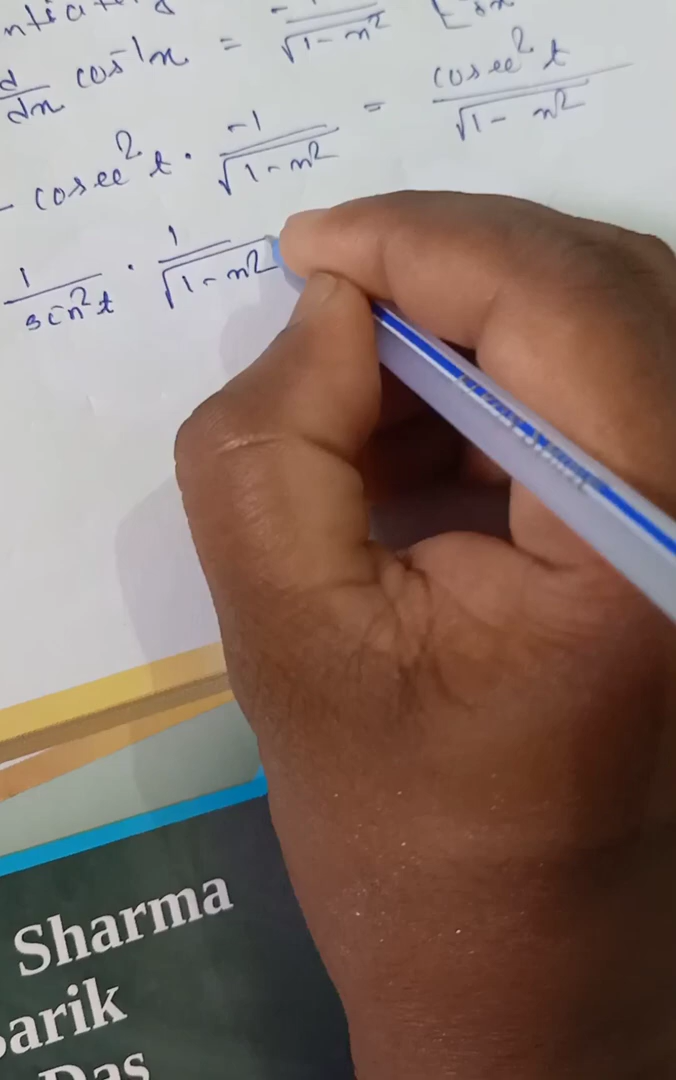 d/dx cos⁻¹x = -1/√1-x²
- cosec²t · -1/√1-x² = cosec²t/√1-x²
1/sin²t · 1/√1-x²
Sharma
arik
Das